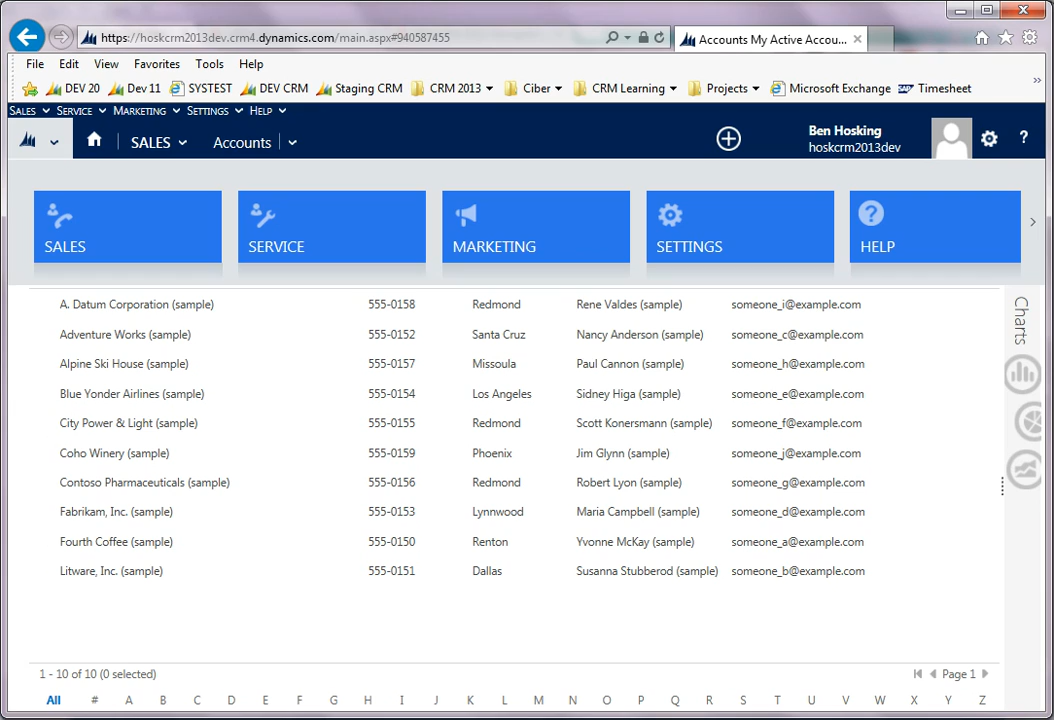 https://hoskcrm2013dev.crm4.dynamics.com/main.aspx#940587455
Accounts My Active Accou...
File Edit View Favorites Tools Help
DEV 20 Dev 11 SYSTEST DEV CRM Staging CRM CRM 2013 Ciber CRM Learning Projects Microsoft Exchange SAP Timesheet
SALES SERVICE MARKETING SETTINGS HELP
SALES Accounts Ben Hosking ?
hoskcrm2013dev
SALES SERVICE MARKETING SETTINGS HELP
A. Datum Corporation (sample) 555-0158 Redmond Rene Valdes (sample) someone_i@example.com
Adventure Works (sample) 555-0152 Santa Cruz Nancy Anderson (sample) someone_c@example.com
Alpine Ski House (sample) 555-0157 Missoula Paul Cannon (sample) someone_h@example.com
Blue Yonder Airlines (sample) 555-0154 Los Angeles Sidney Higa (sample) someone_e@example.com
City Power & Light (sample) 555-0155 Redmond Scott Konersmann (sample) someone_f@example.com
Coho Winery (sample) 555-0159 Phoenix Jim Glynn (sample) someone_j@example.com
Contoso Pharmaceuticals (sample) 555-0156 Redmond Robert Lyon (sample) someone_g@example.com
Fabrikam, Inc. (sample) 555-0153 Lynnwood Maria Campbell (sample) someone_d@example.com
Fourth Coffee (sample) 555-0150 Renton Yvonne McKay (sample) someone_a@example.com
Litware, Inc. (sample) 555-0151 Dallas Susanna Stubberod (sample) someone_b@example.com
Charts
1 - 10 of 10 (0 selected) Page 1
All # A B C D E F G H I J K L M N O P Q R S T U V W X Y Z